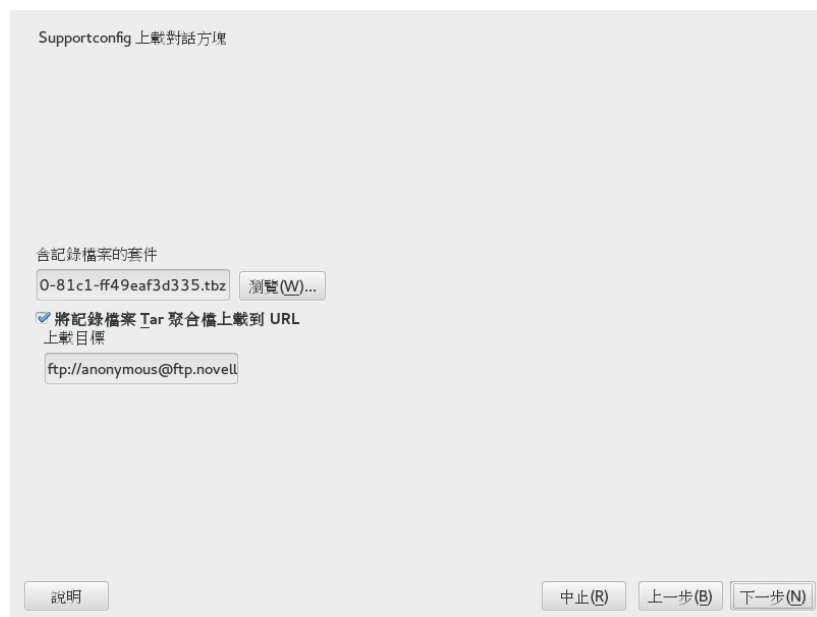 Supportconfig 上載對話方塊
含記錄檔案的套件
0-81c1-ff49eaf3d335.tbz 瀏覽(W)...
將記錄檔案 Tar 聚合檔上載到 URL
上載目標
ftp://anonymous@ftp.novell
說明 中止(R) 上一步(B) 下一步(N)